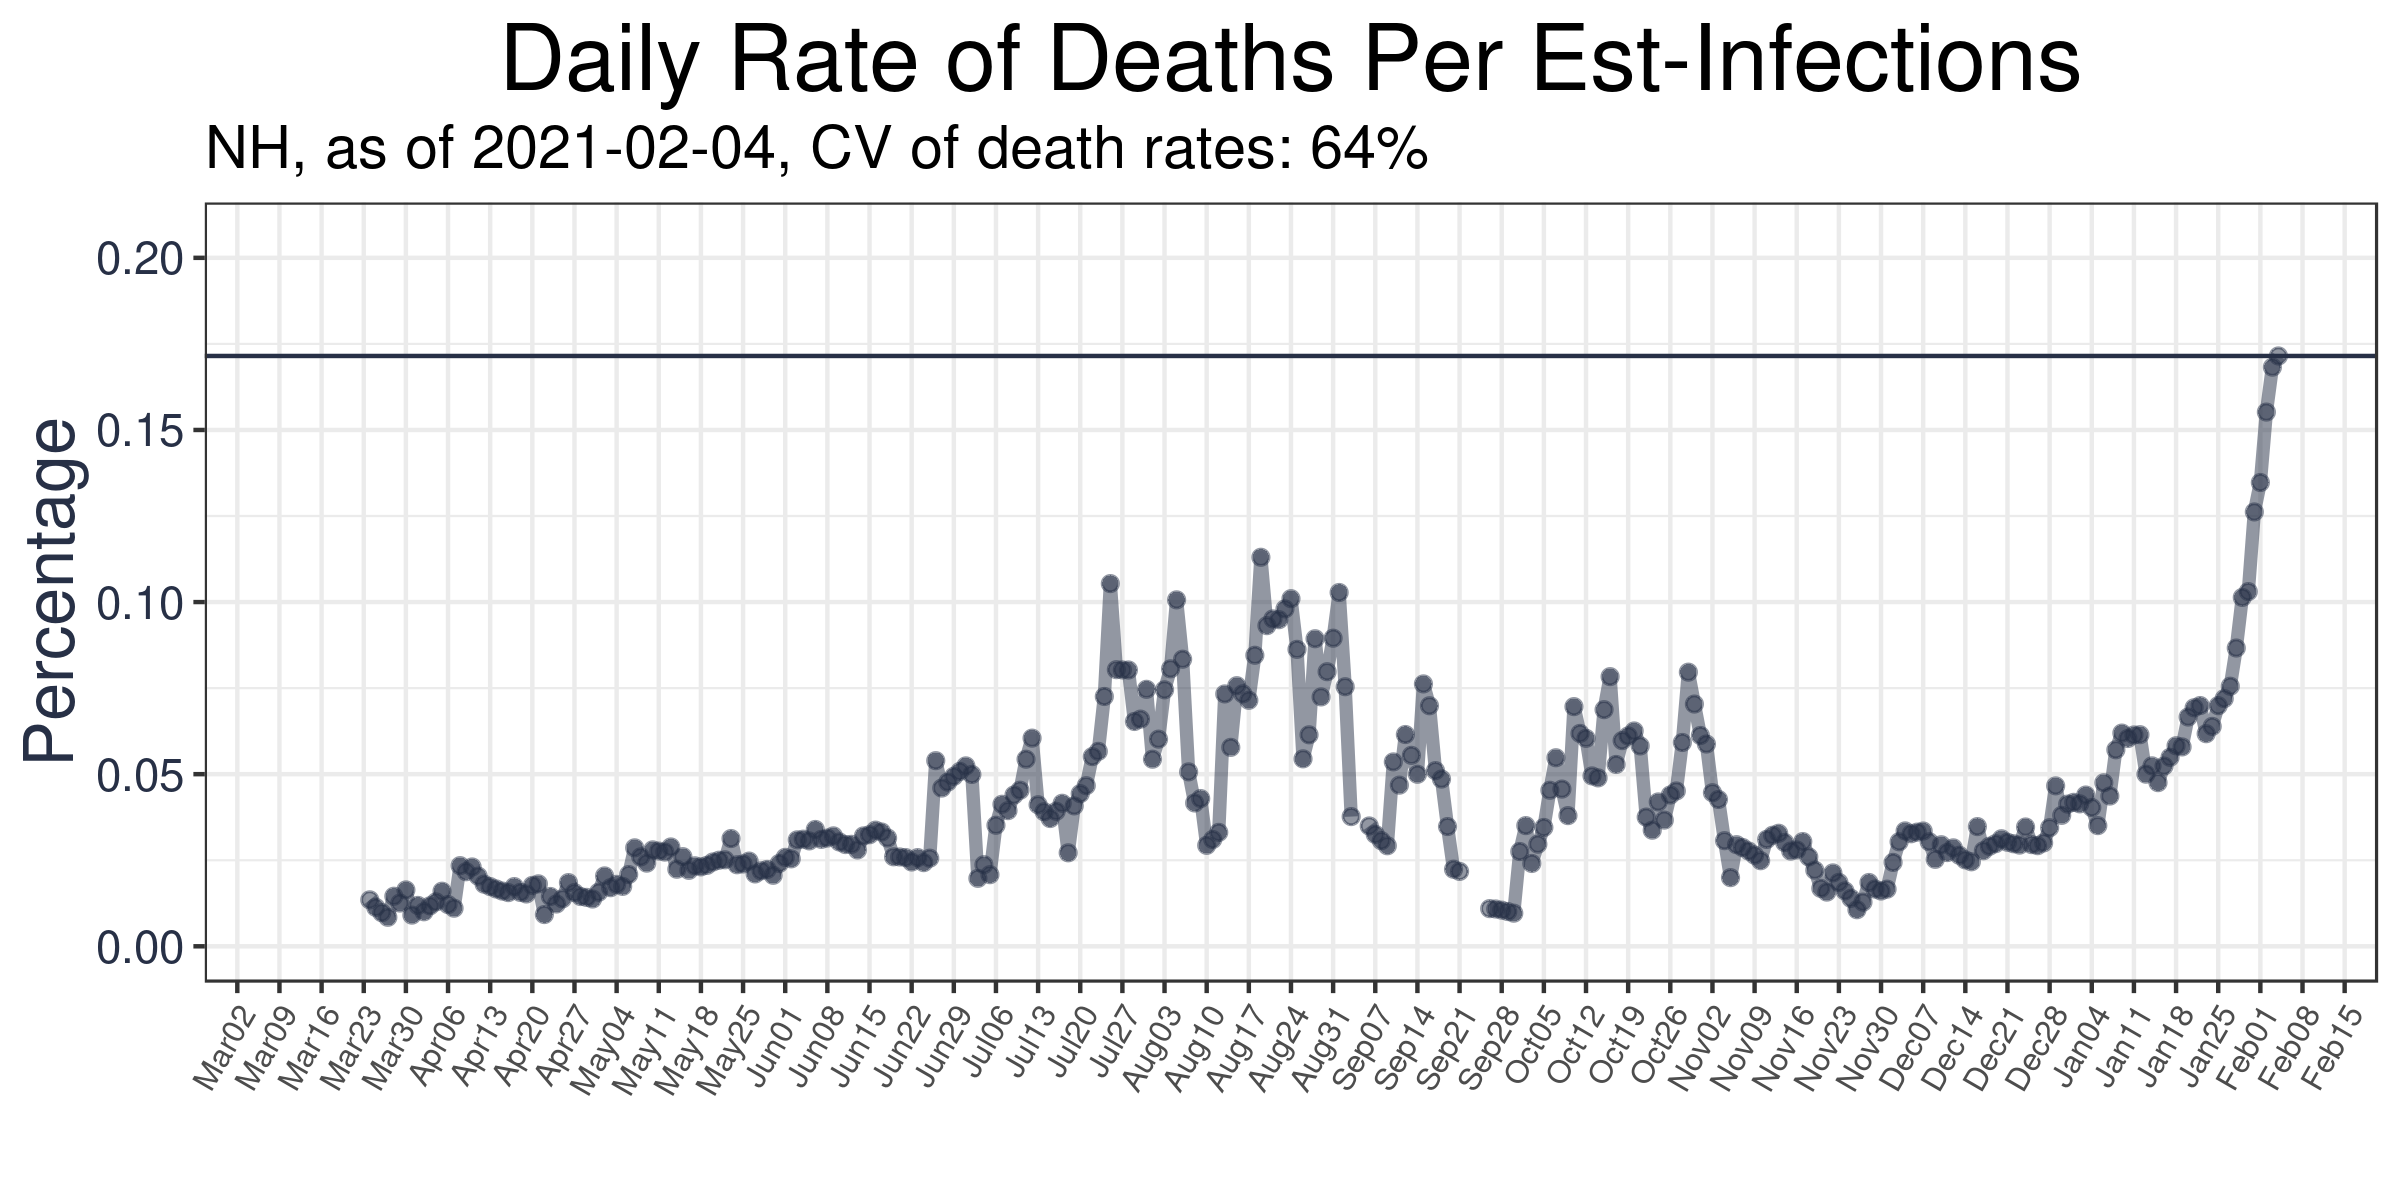 Daily Rate of Deaths Per Est-Infections
NH, as of 2021-02-04, CV of death rates: 64%
Percentage
0.20
0.15
0.10
0.05
0.00
Mar02
Mar09
Mar16
Mar23
Mar30
Apr06
Apr13
Apr20
Apr27
May04
May11
May18
May25
Jun01
Jun08
Jun15
Jun22
Jun29
Jul06
Jul13
Jul20
Jul27
Aug03
Aug10
Aug17
Aug24
Aug31
Sep07
Sep14
Sep21
Sep28
Oct05
Oct12
Oct19
Oct26
Nov02
Nov09
Nov16
Nov23
Nov30
Dec07
Dec14
Dec21
Dec28
Jan04
Jan11
Jan18
Jan25
Feb01
Feb08
Feb15